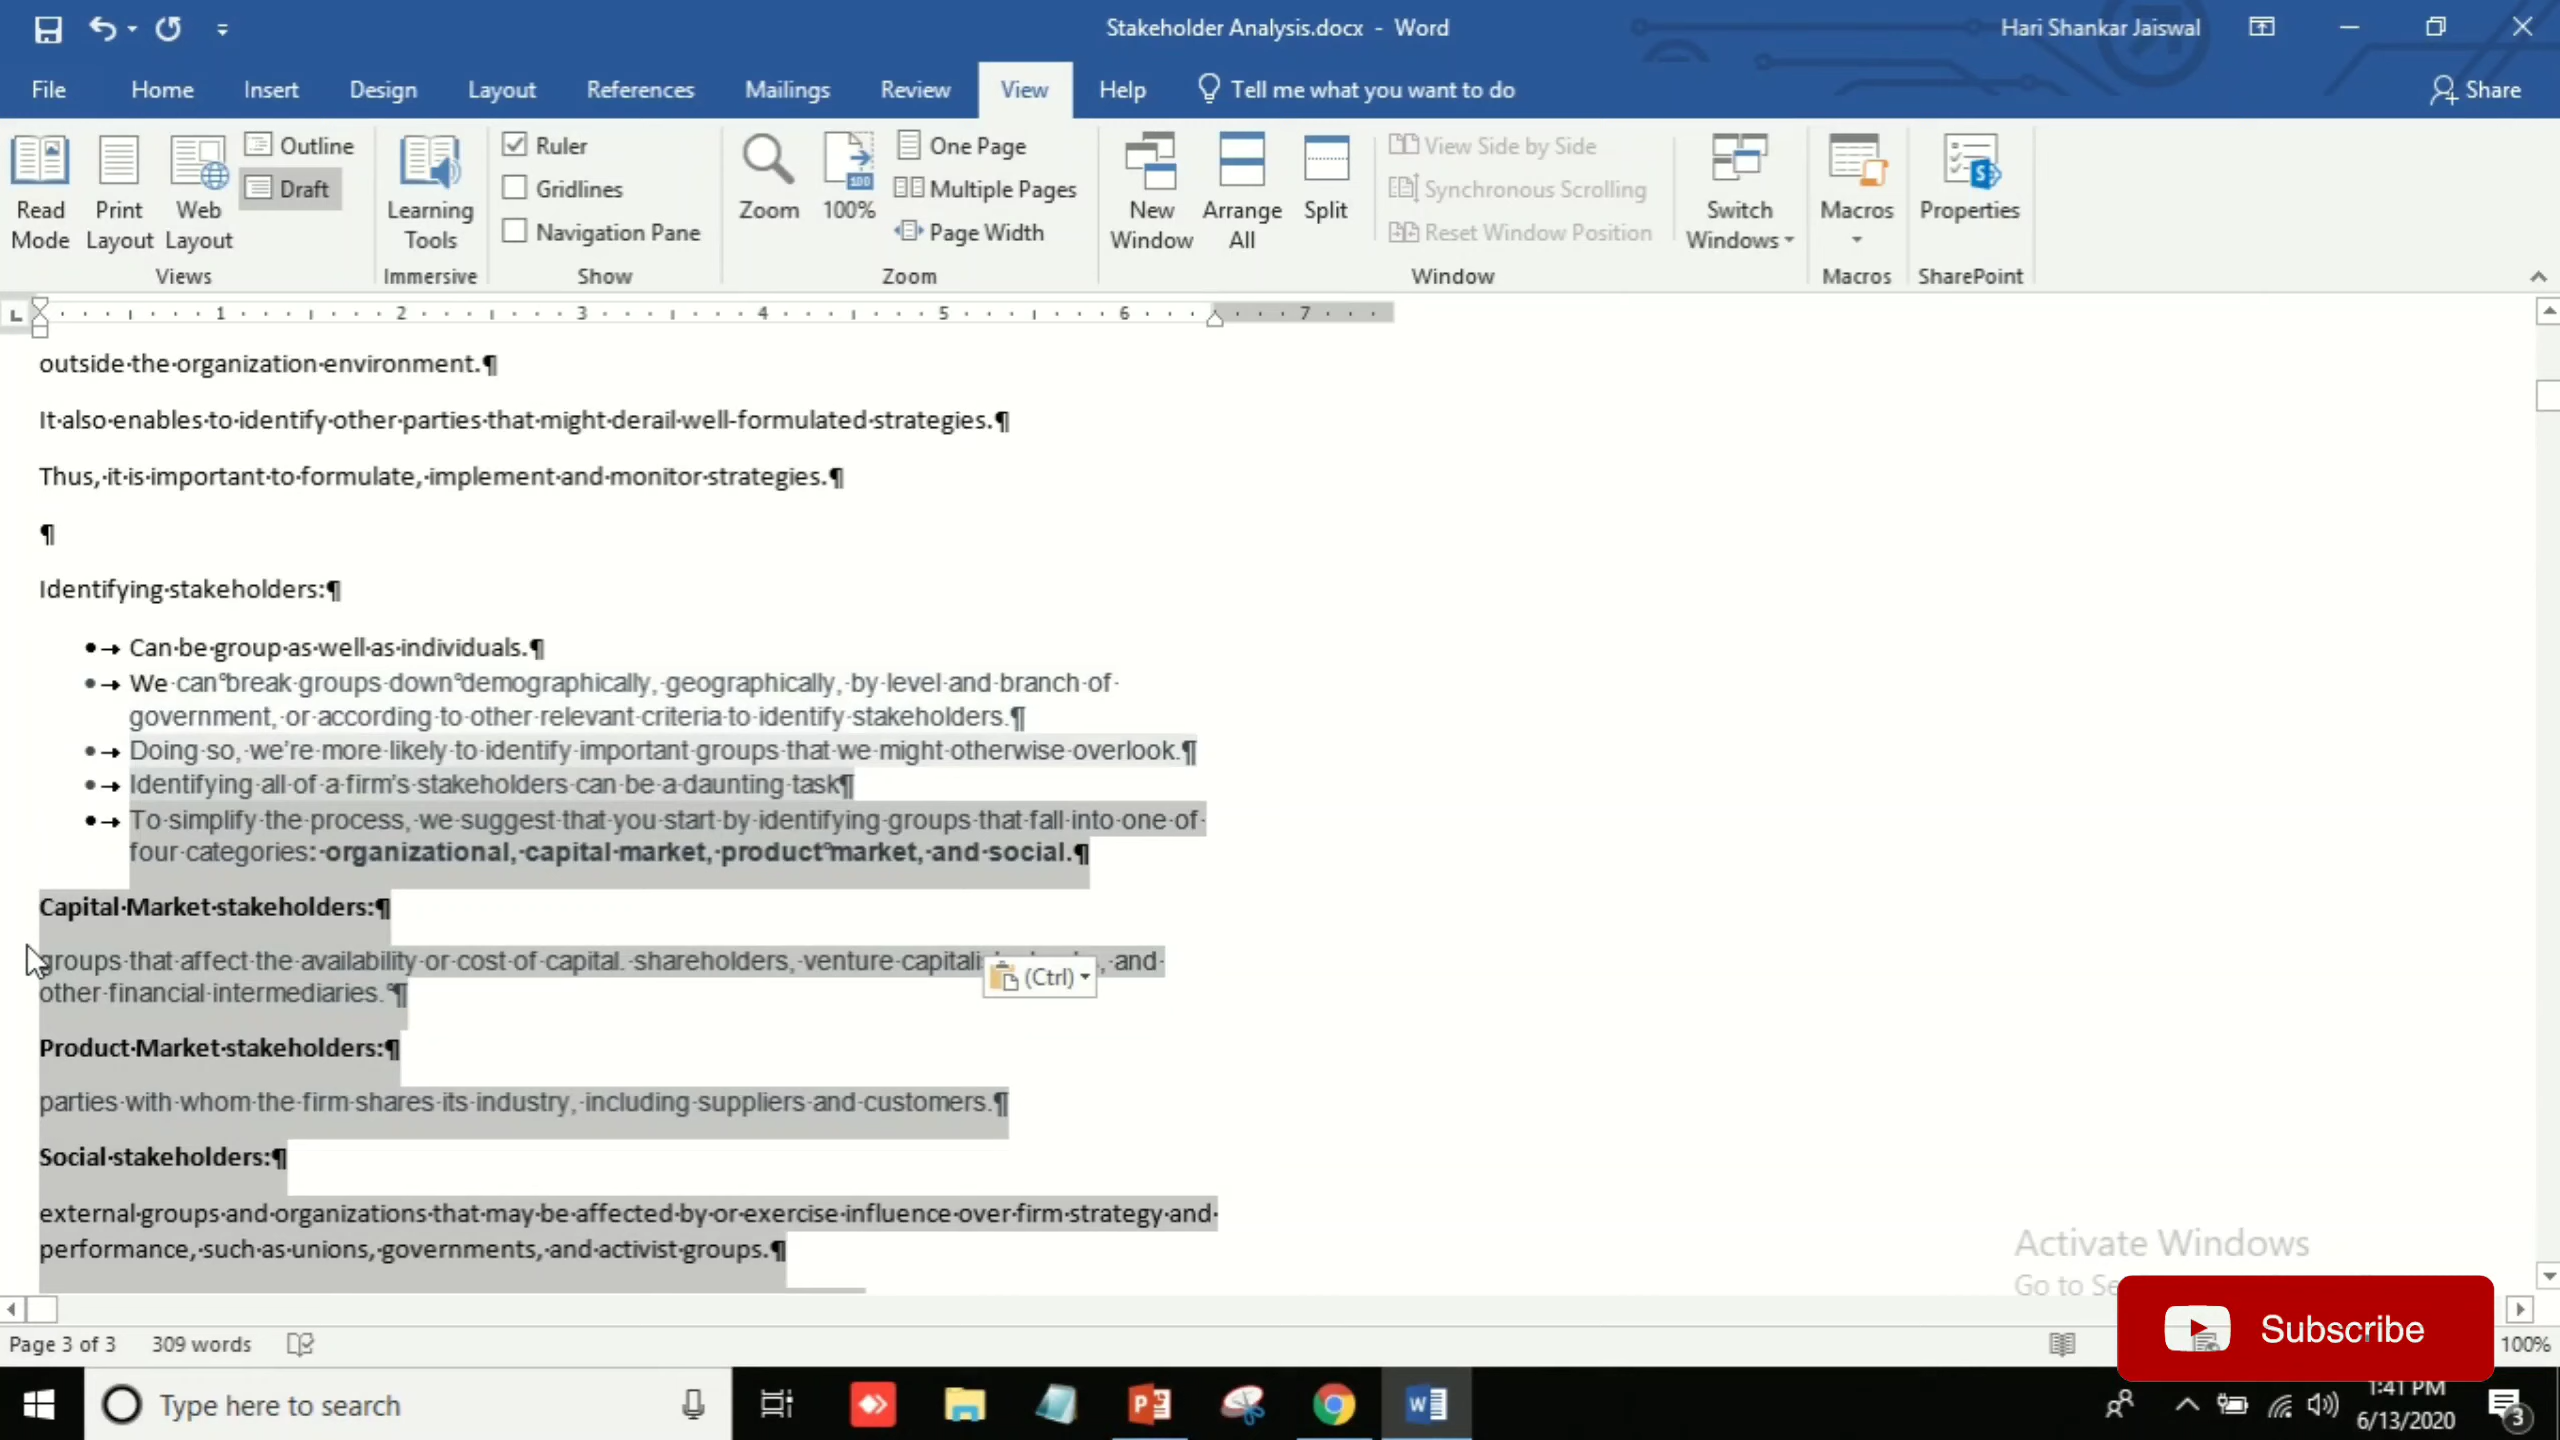 Stakeholder Analysis.docx - Word
Hari Shankar Jaiswal
File Home Insert Design Layout References Mailings Review View Help Tell me what you want to do Share
Read Mode
Print Layout
Web Layout
Outline
Draft
Views
Learning Tools
Immersive
Ruler
Gridlines
Navigation Pane
Show
Zoom
100%
One Page
Multiple Pages
Page Width
Zoom
New Window
Arrange All
Split
View Side by Side
Synchronous Scrolling
Reset Window Position
Switch Windows
Window
Macros
Macros
Properties
SharePoint
1 2 3 4 5 6 7
outside the organization environment.¶
It also enables to identify other parties that might derail well-formulated strategies.¶
Thus, it is important to formulate, implement and monitor strategies.¶
¶
Identifying stakeholders:¶
• Can be group as well as individuals.¶
• We can break groups down demographically, geographically, by level and branch of
government, or according to other relevant criteria to identify stakeholders.¶
• Doing so, we're more likely to identify important groups that we might otherwise overlook.¶
• Identifying all of a firm's stakeholders can be a daunting task¶
• To simplify the process, we suggest that you start by identifying groups that fall into one of
four categories: organizational, capital market, product market, and social.¶
Capital Market stakeholders:¶
groups that affect the availability or cost of capital. shareholders, venture , and
(Ctrl)
other financial intermediaries. ¶
Product Market stakeholders:¶
parties with whom the firm shares its industry, including suppliers and customers.¶
Social stakeholders:¶
external groups and organizations that may be affected by or exercise influence over firm strategy and
performance, such as unions, governments, and activist groups.¶
Activate Windows
Go to
Subscribe
Page 3 of 3 309 words 100%
Type here to search
1:41 PM
6/13/2020
3